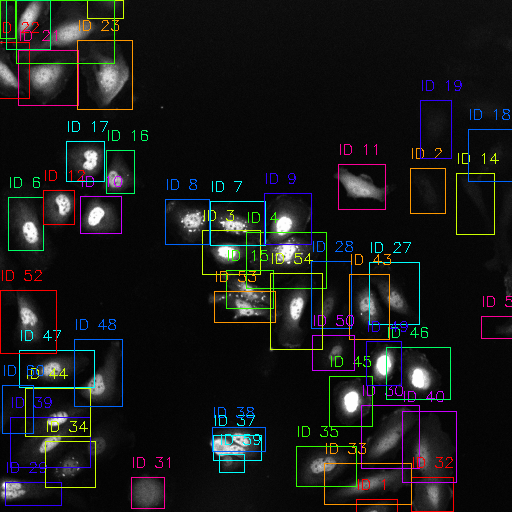 ID 22
ID 21
ID 23
ID 19
ID 18
ID 17
ID 16
ID 11
ID 2
ID 14
ID 6
ID 12
ID 8
ID 7
ID 9
ID 3
ID 4
ID 15
ID 54
ID 28
ID 27
ID 43
ID 53
ID 52
ID 50
ID 47
ID 48
ID 46
ID 45
ID 44
ID 40
ID 30
ID 39
ID 34
ID 38
ID 37
ID 35
ID 33
ID 32
ID 31
ID 29
ID 1